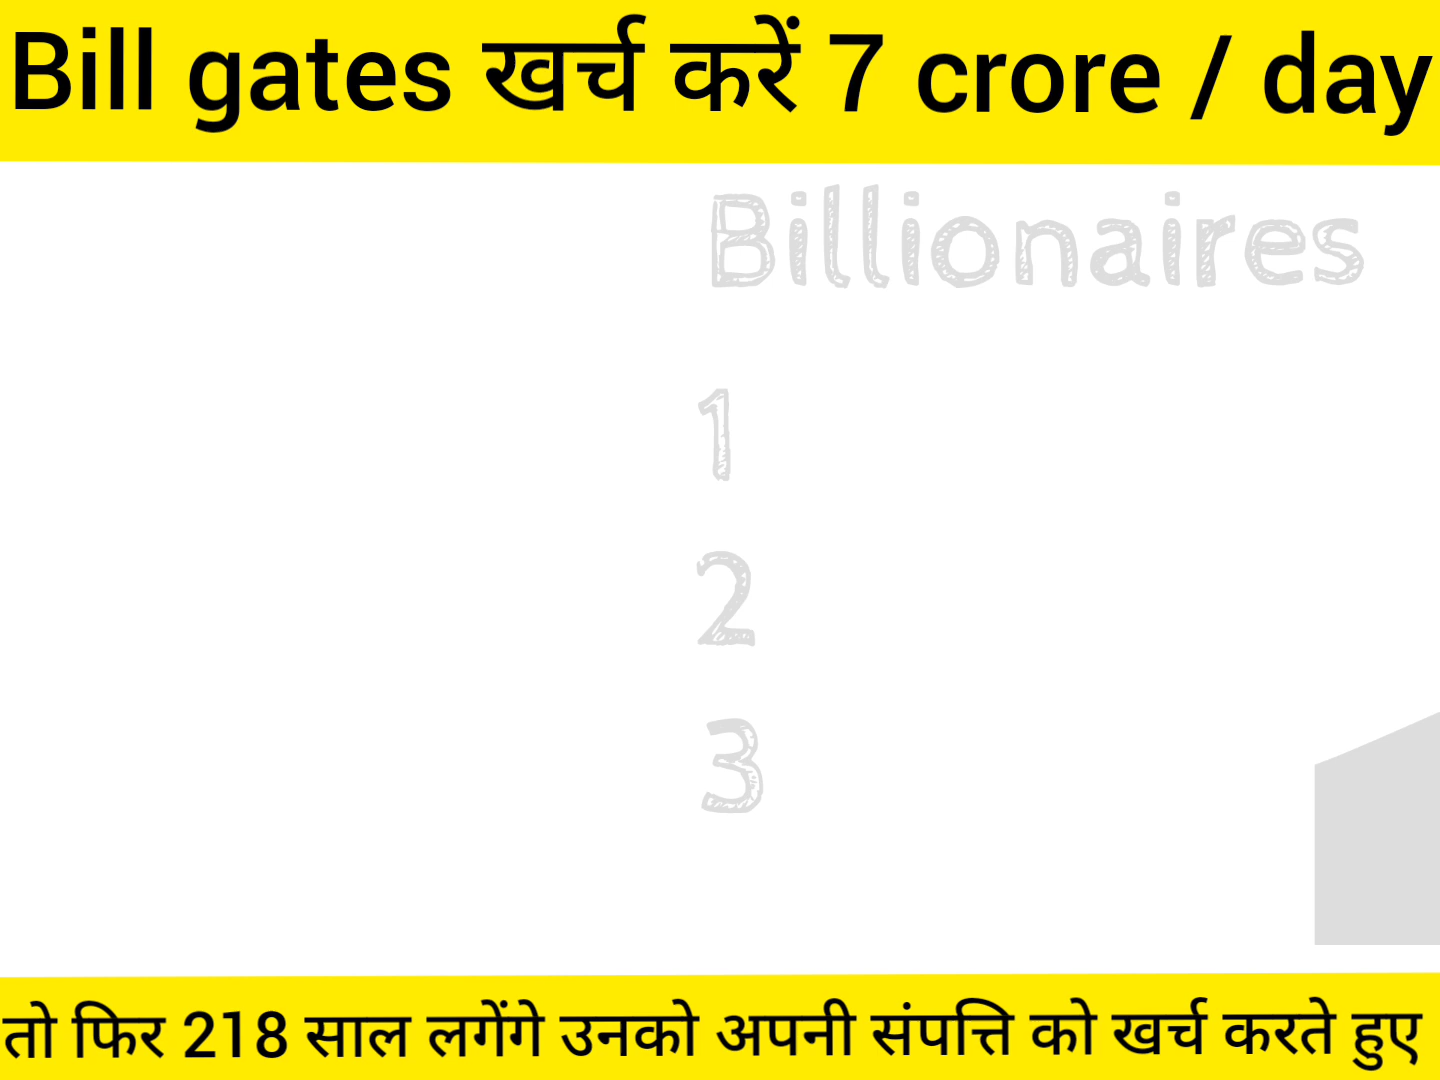 Bill gates खर्च करें 7 crore / day
Billionaires
1
2
3
तो फिर 218 साल लगेंगे उनको अपनी संपत्ति को खर्च करते हुए